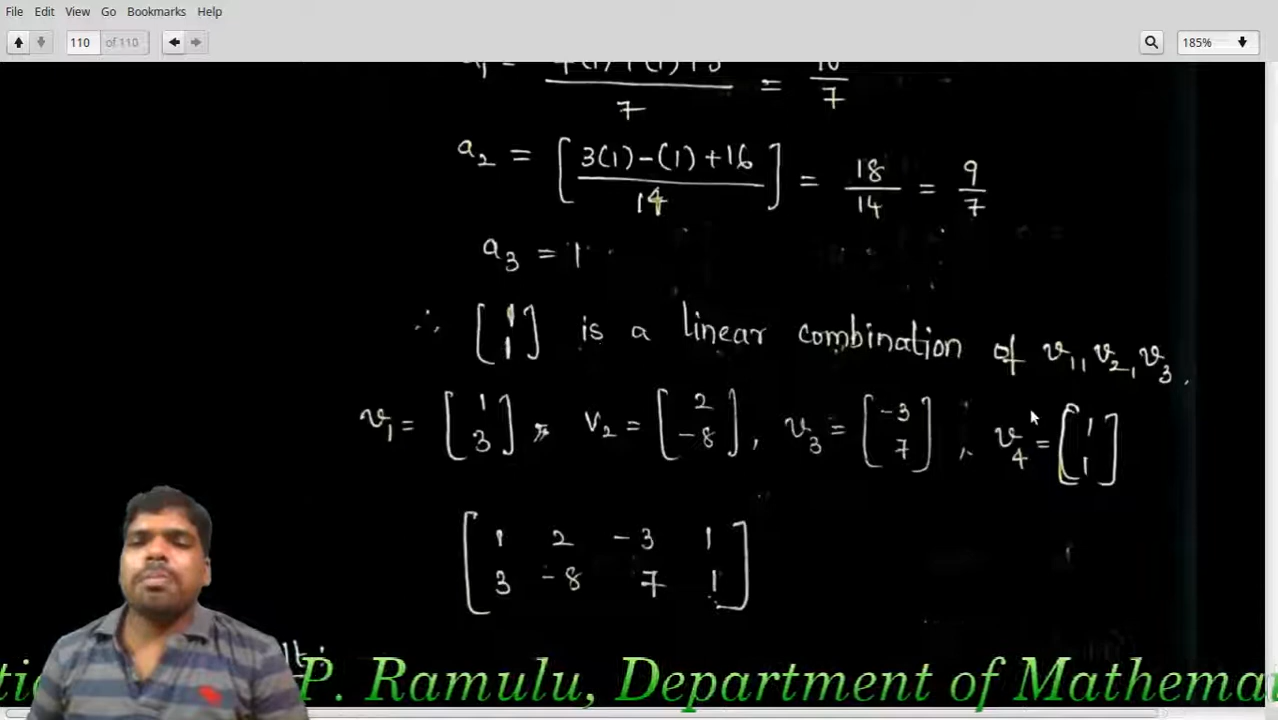 File Edit View Go Bookmarks Help
110 of 110 185%
7 = 7
a₂ = [3(1)-(1)+16 / 14] = 18/14 = 9/7
a₃ = 1
∴ [1 1] is a linear combination of v₁, v₂, v₃.
v₁ = [1 3], v₂ = [2 -8], v₃ = [-3 7], v₄ = [1 1]
[1 2 -3 1
3 -8 7 1]
P. Ramulu, Department of Mathema